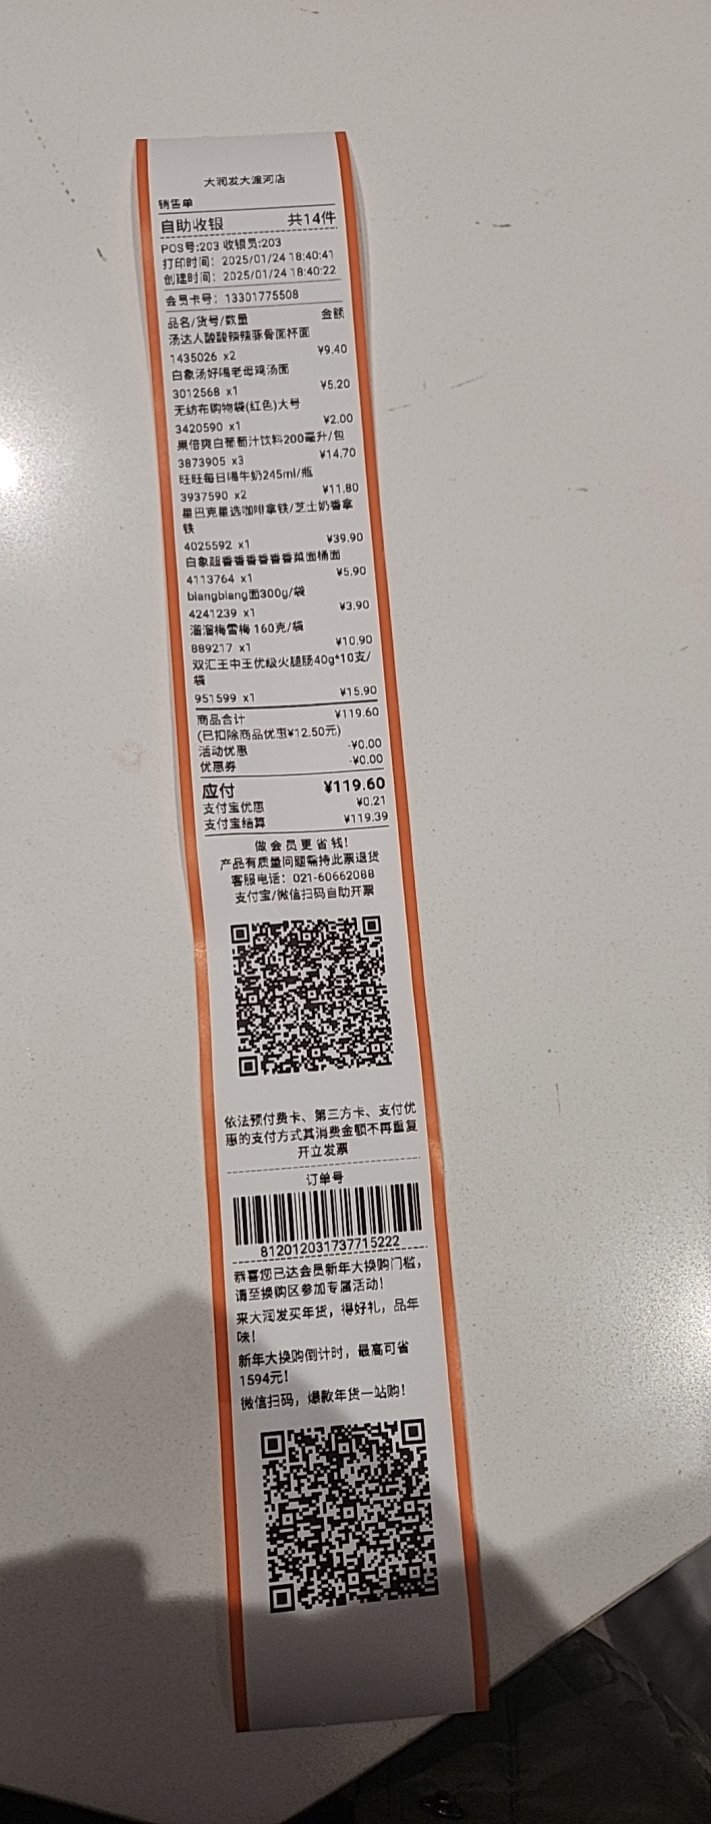 大润发大渡河店
销售单
自助收银 共14件
POS号:203 收银员:203
打印时间：2025/01/24 18:40:41
创建时间：2025/01/24 18:40:22
会员卡号：13301775508
品名/货号/数量 金额
汤达人酸酸辣辣豚骨面杯面
1435026 x2 ¥9.40
白象汤好喝老母鸡汤面
3012568 x1 ¥5.20
无纺布购物袋(红色)大号
3420590 x1 ¥2.00
果倍爽白葡萄汁饮料200毫升/包
3873905 x3 ¥14.70
旺旺每日喝牛奶245ml/瓶
3937590 x2 ¥11.80
星巴克星选咖啡拿铁/芝士奶香拿
铁
4025592 x1 ¥39.90
白象超香香香香香香菜面桶面
4113764 x1 ¥5.90
biangbiang面300g/袋
4241239 x1 ¥3.90
溜溜梅雪梅 160克/袋
889217 x1 ¥10.90
双汇王中王优级火腿肠40g*10支/
袋
951599 x1 ¥15.90
商品合计 ¥119.60
(已扣除商品优惠¥12.50元)
活动优惠 -¥0.00
优惠券 -¥0.00
应付 ¥119.60
支付宝优惠 ¥0.21
支付宝结算 ¥119.39
做会员更省钱!
产品有质量问题需持此票退货
客服电话：021-60662088
支付宝/微信扫码自助开票
依法预付费卡、第三方卡、支付优
惠的支付方式其消费金额不再重复
开立发票
订单号
812012031737715222
恭喜您已达会员新年大换购门槛，
请至换购区参加专属活动!
来大润发买年货，得好礼，品年
味!
新年大换购倒计时，最高可省
1594元!
微信扫码，爆款年货一站购!